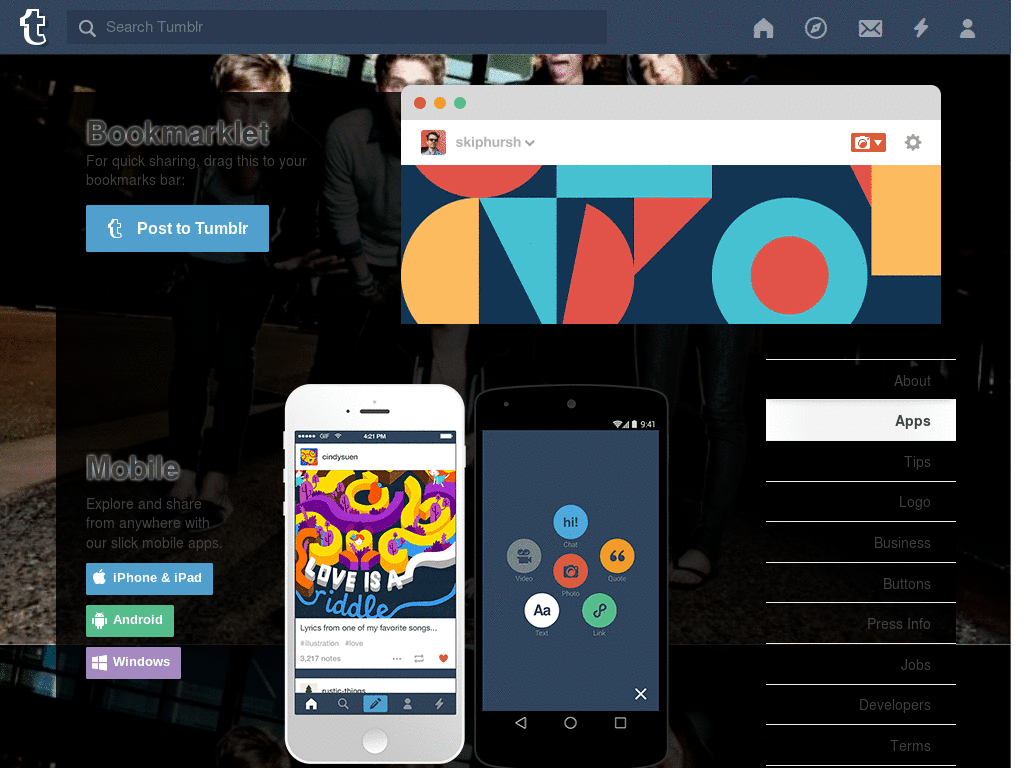 Search Tumblr
Bookmarklet
For quick sharing, drag this to your
bookmarks bar:
Post to Tumblr
skiphursh
Mobile
Explore and share
from anywhere with
our slick mobile apps.
iPhone & iPad
Android
Windows
GIF
4:21 PM
cindysuen
LOVE IS A
riddle
Lyrics from one of my favorite songs...
#illustration #love
3,217 notes
rustic-things
9:41
hi!
Chat
Video
Photo
Quote
Aa
Text
Link
About
Apps
Tips
Logo
Business
Buttons
Press Info
Jobs
Developers
Terms